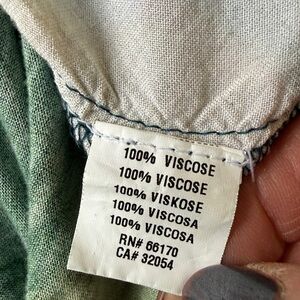 100% VISCOSE
100% VISCOSE
100% VISKOSE
100% VISCOSA
100% VISCOSA
RN# 66170
CA# 32054